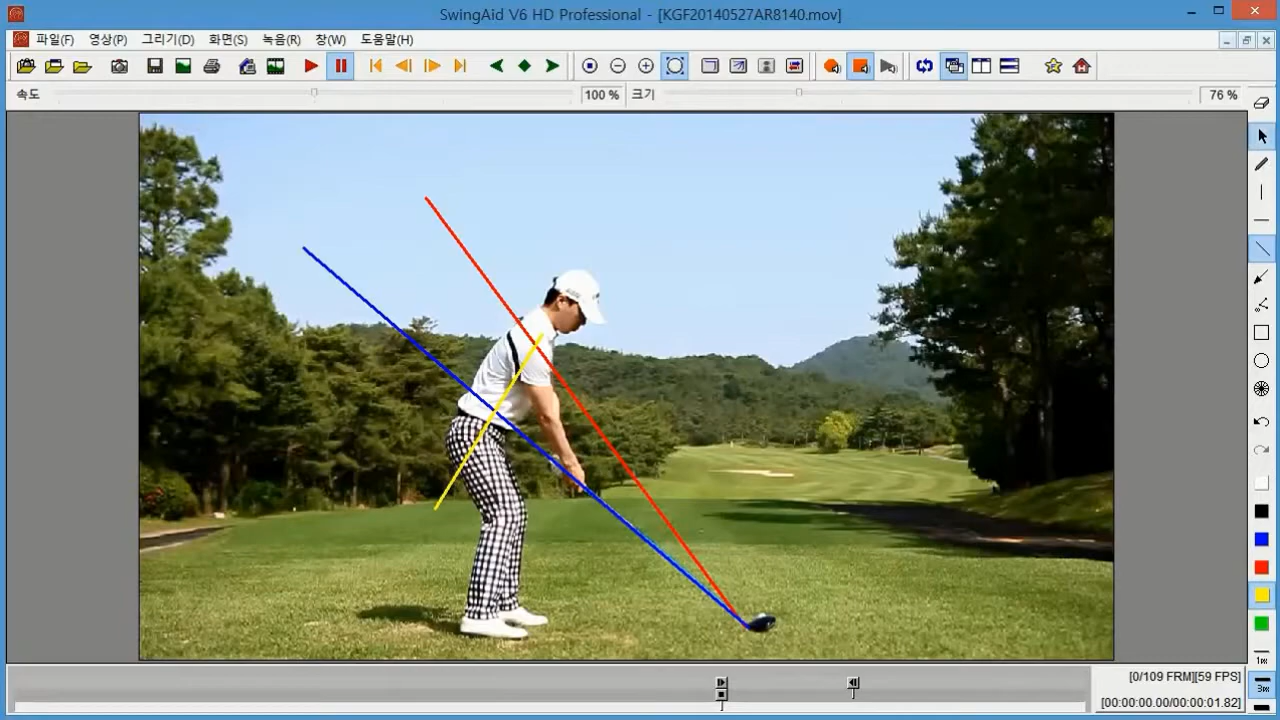 SwingAid V6 HD Professional - [KGF20140527AR8140.mov]
파일(F) 영상(P) 그리기(D) 화면(S) 녹음(R) 창(W) 도움말(H)
속도 100 % 크기 76 %
1px
3px
[0/109 FRM][59 FPS]
[00:00:00.00/00:00:01.82]